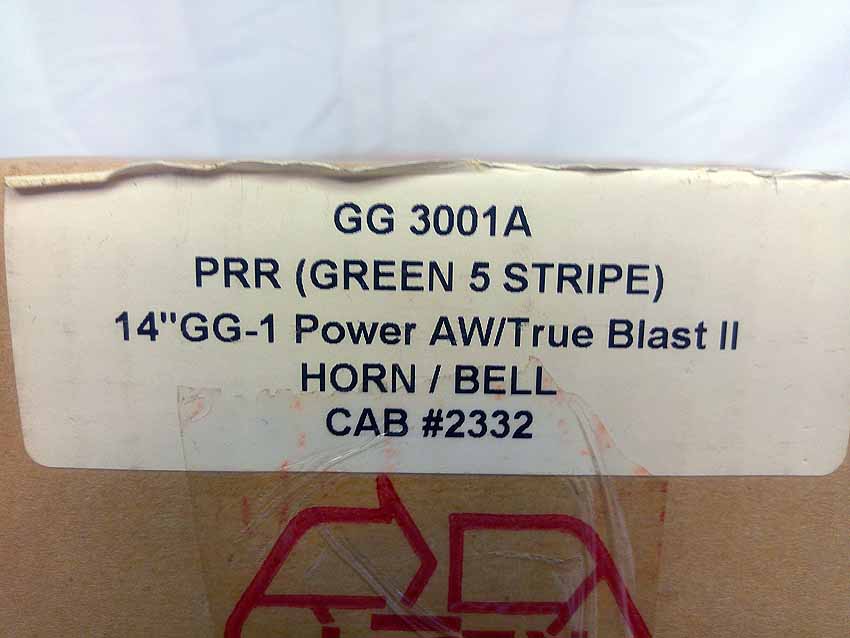 GG 3001A
PRR (GREEN 5 STRIPE)
14"GG-1 Power AW/True Blast II
HORN / BELL
CAB #2332